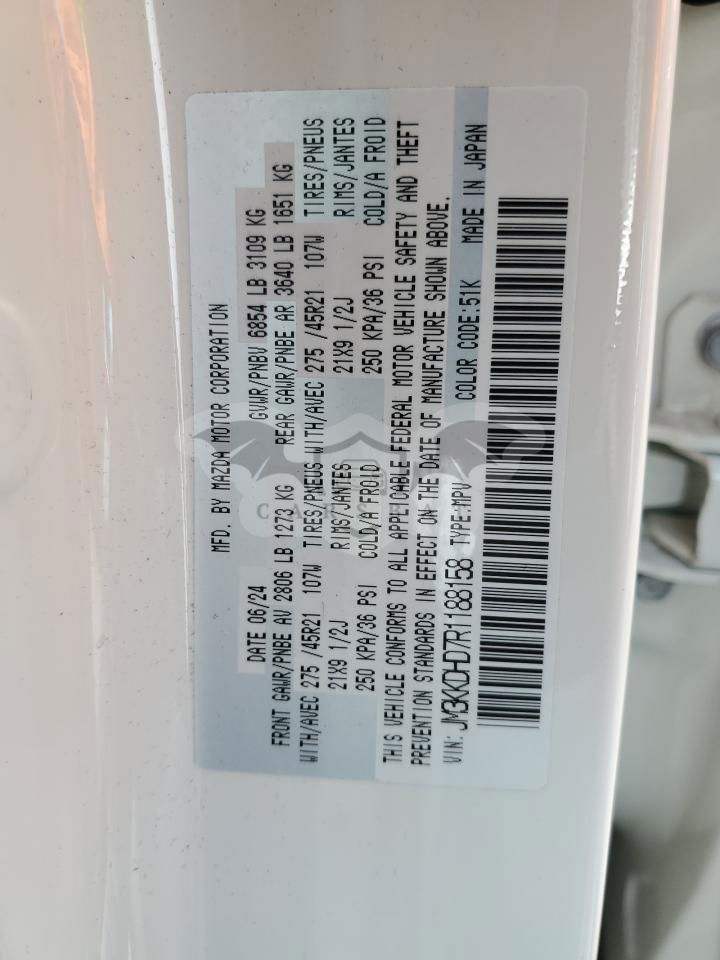 MFD. BY MAZDA MOTOR CORPORATION
DATE 06/24 GVWR/PNBV 6854 LB 3109 KG
FRONT GAWR/PNBE AV 2806 LB 1273 KG REAR GAWR/PNBE AR 3640 LB 1651 KG
WITH/AVEC 275 /45R21 107W TIRES/PNEUS WITH/AVEC 275 /45R21 107W TIRES/PNEUS
21X9 1/2J RIMS/JANTES 21X9 1/2J RIMS/JANTES
250 KPA/36 PSI COLD/A FROID 250 KPA/36 PSI COLD/A FROID
THIS VEHICLE CONFORMS TO ALL APPLICABLE FEDERAL MOTOR VEHICLE SAFETY AND THEFT
PREVENTION STANDARDS IN EFFECT ON THE DATE OF MANUFACTURE SHOWN ABOVE.
VIN: JM3KKDHD7R1188158 TYPE:MPV COLOR CODE:51K MADE IN JAPAN